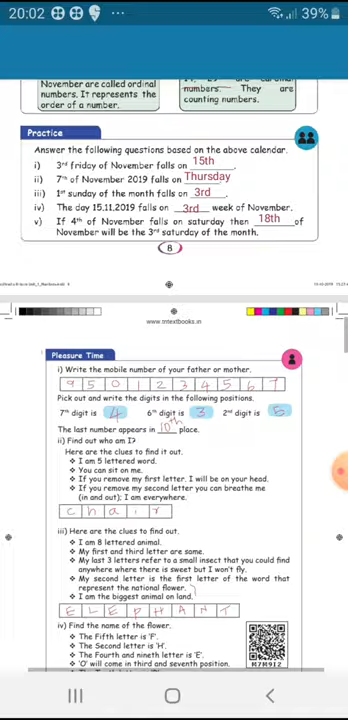 20:02
39%
November are called ordinal
numbers. It represents the
order of a number.
numbers. They are
counting numbers.
Practice
Answer the following questions based on the above calendar.
i) 3rd friday of November falls on 15th.
ii) 7th of November 2019 falls on Thursday
iii) 1st sunday of the month falls on 3rd.
iv) The day 15.11.2019 falls on 3rd week of November.
v) If 4th of November falls on saturday then 18th of
November will be the 3rd saturday of the month.
8
www.tntextbooks.in
Pleasure Time
i) Write the mobile number of your father or mother.
9 5 0 1 2 3 4 5 6 7
Pick out and write the digits in the following positions.
7th digit is 4 6th digit is 3 2nd digit is 5
The last number appears in 10th place.
ii) Find out who am I?
Here are the clues to find it out.
❖ I am 5 lettered word.
❖ You can sit on me.
❖ If you remove my first letter. I will be on your head.
❖ If you remove my second letter you can breathe me
(in and out); I am everywhere.
c h a i r
iii) Here are the clues to find out.
❖ I am 8 lettered animal.
❖ My first and third letter are same.
❖ My last 3 letters refer to a small insect that you could find
anywhere where there is sweet but I won't fly.
❖ My second letter is the first letter of the word that
represent the national flower.
❖ I am the biggest animal on land.
E L E P H A N T
iv) Find the name of the flower.
❖ The Fifth letter is 'F'.
❖ The Second letter is 'H'.
❖ The Fourth and nineth letter is 'E'.
❖ 'O' will come in third and seventh position.
R7M9I2